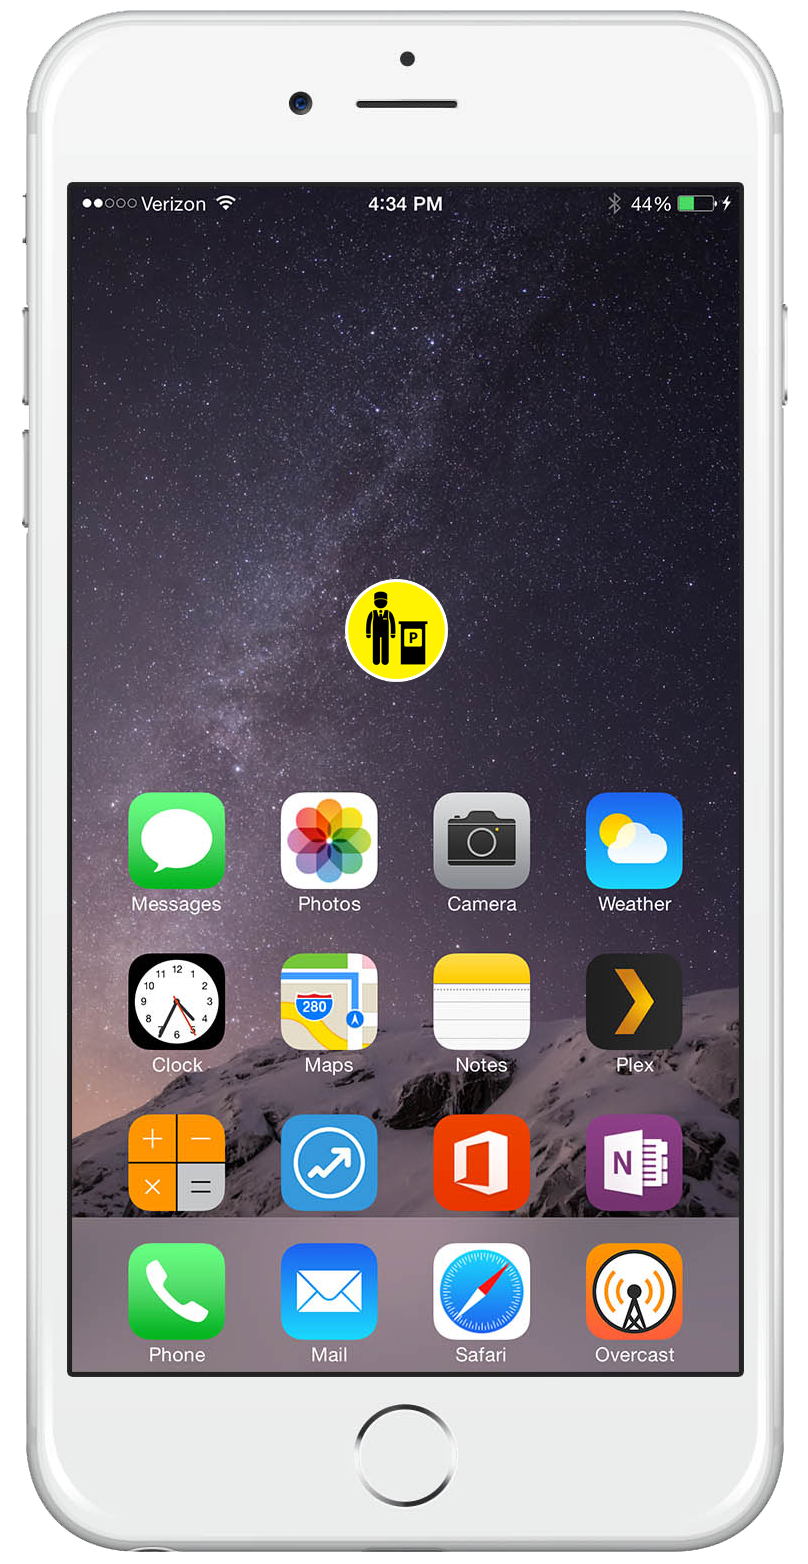 Verizon 4:34 PM 44%
P
Messages Photos Camera Weather
12
11 1
10 2
9 3
8 4
7 5
6
280
Clock Maps Notes Plex
N
Phone Mail Safari Overcast